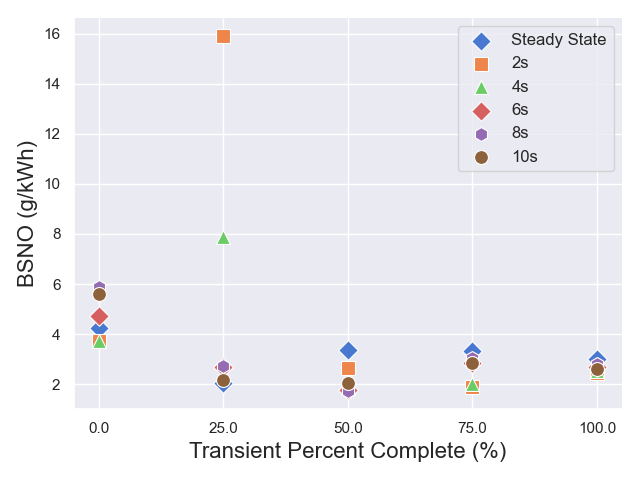 16
14
12
10
8
6
4
2
BSNO (g/kWh)
Steady State
2s
4s
6s
8s
10s
0.0
25.0
50.0
75.0
100.0
Transient Percent Complete (%)